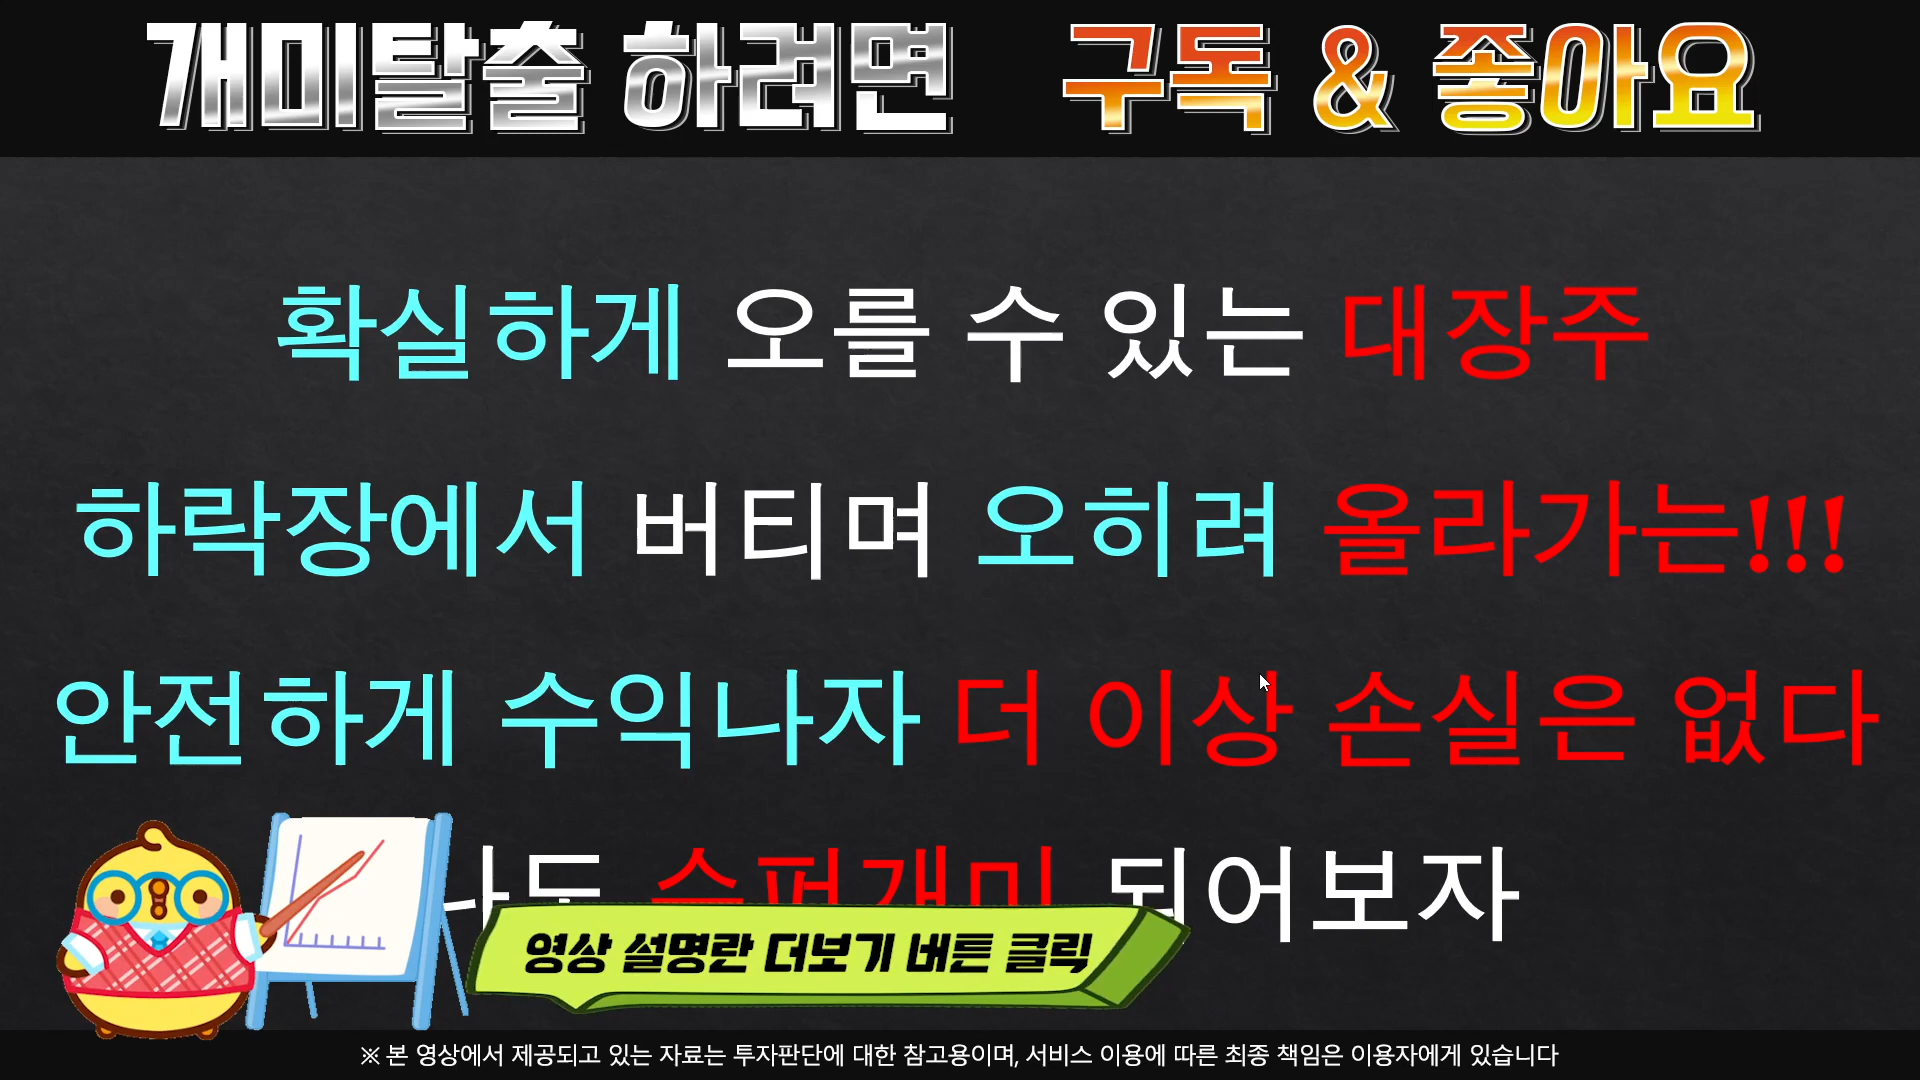 개미탈출 하려면 구독 & 좋아요
확실하게 오를 수 있는 대장주
하락장에서 버티며 오히려 올라가는!!!
안전하게 수익나자 더 이상 손실은 없다
나도 슈퍼개미 되어보자
영상 설명란 더보기 버튼 클릭
※ 본 영상에서 제공되고 있는 자료는 투자판단에 대한 참고용이며, 서비스 이용에 따른 최종 책임은 이용자에게 있습니다